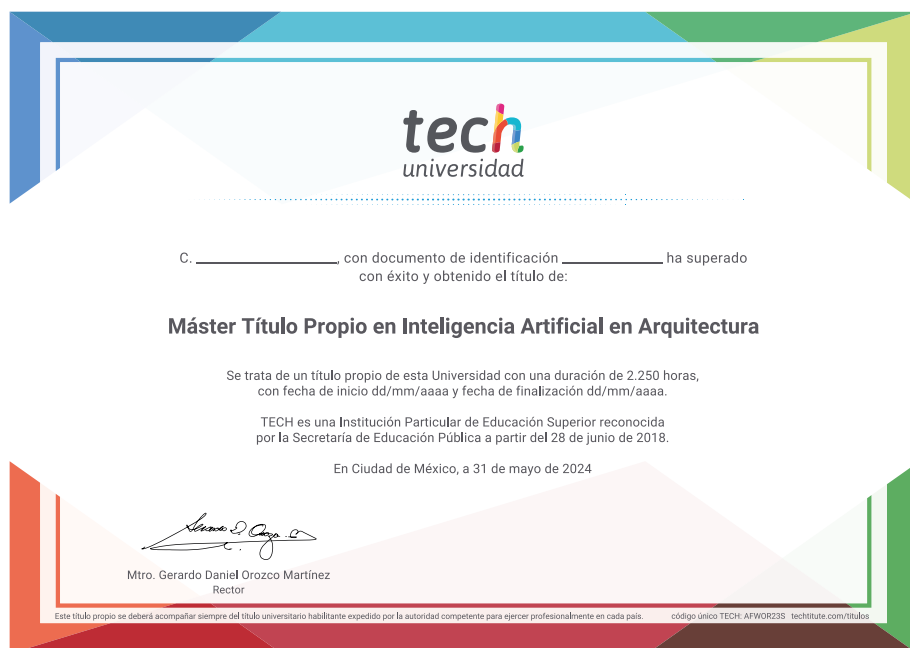 tech
universidad
C. ____________, con documento de identificación ____________ ha superado
con éxito y obtenido el título de:
Máster Título Propio en Inteligencia Artificial en Arquitectura
Se trata de un título propio de esta Universidad con una duración de 2.250 horas,
con fecha de inicio dd/mm/aaaa y fecha de finalización dd/mm/aaaa.
TECH es una Institución Particular de Educación Superior reconocida
por la Secretaría de Educación Pública a partir del 28 de junio de 2018.
En Ciudad de México, a 31 de mayo de 2024
Mtro. Gerardo Daniel Orozco Martínez
Rector
Este título propio se deberá acompañar siempre del título universitario habilitante expedido por la autoridad competente para ejercer profesionalmente en cada país. código único TECH: AFWOR23S techtitute.com/titulos